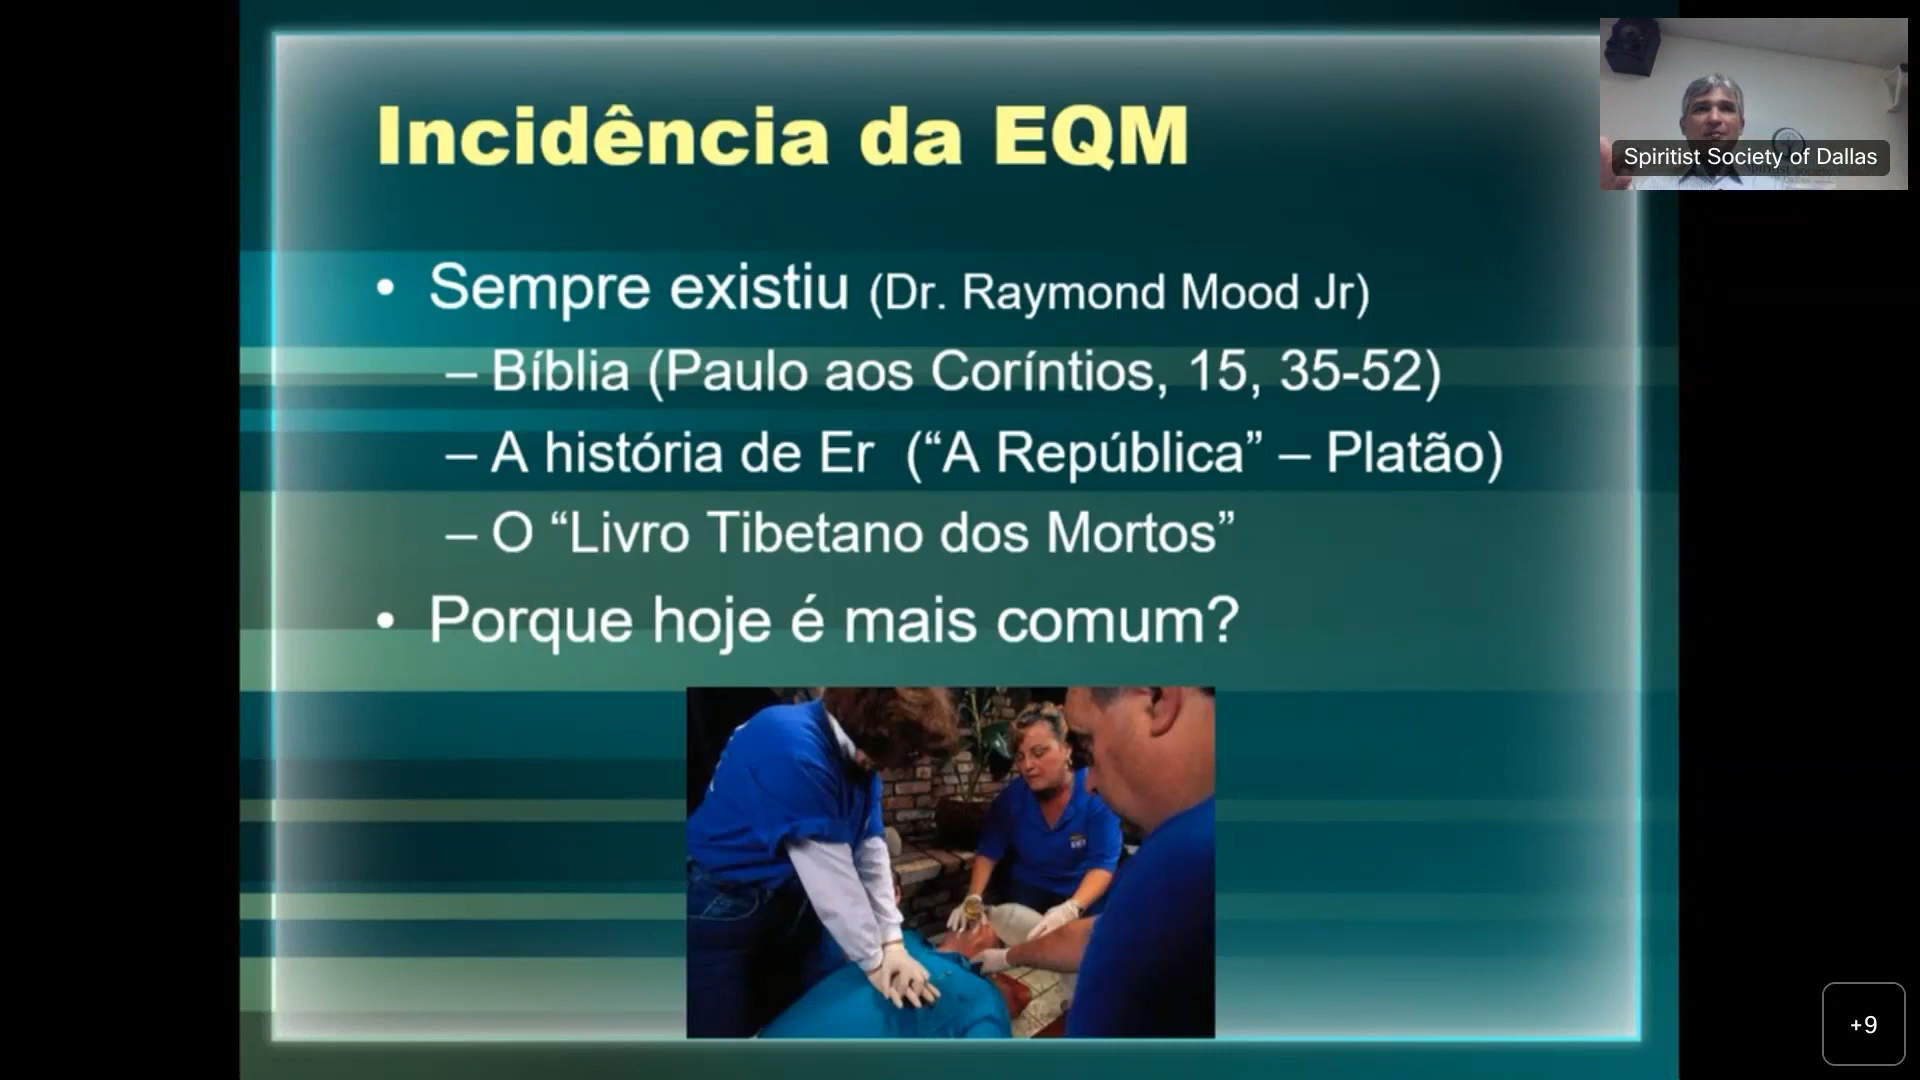 Incidência da EQM
Spiritist Society of Dallas
• Sempre existiu (Dr. Raymond Mood Jr)
– Bíblia (Paulo aos Coríntios, 15, 35-52)
– A história de Er (“A República” – Platão)
– O “Livro Tibetano dos Mortos”
• Porque hoje é mais comum?
+9